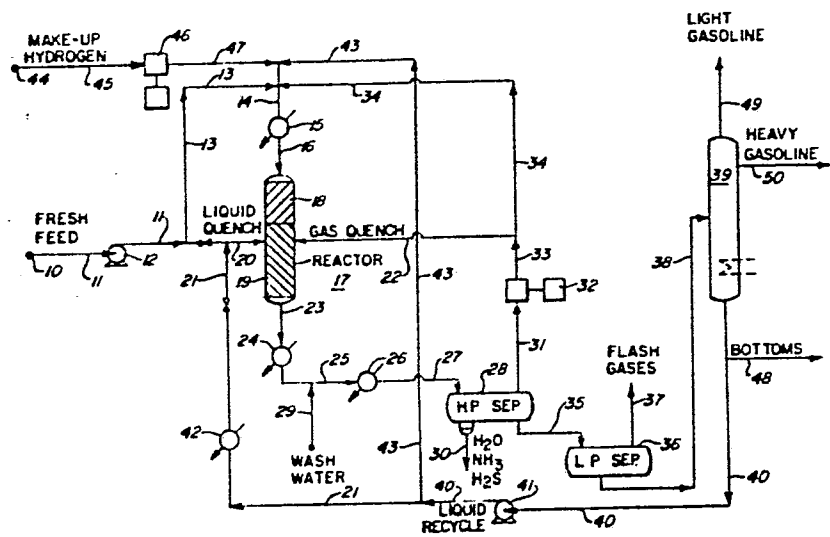 LIGHT
GASOLINE
MAKE-UP
HYDROGEN
46
47
43
44
45
13
14
34
15
16
13
49
HEAVY
GASOLINE
50
39
18
34
FRESH
FEED
11
LIQUID
QUENCH
GAS QUENCH
33
10
11
12
20
19
REACTOR
17
22
21
43
32
38
23
24
31
BOTTOMS
48
25
26
27
28
FLASH
GASES
29
HP SEP
35
37
30
H2O
NH3
H2S
36
42
43
WASH
WATER
LP SEP.
40
21
40
41
LIQUID
RECYCLE
40